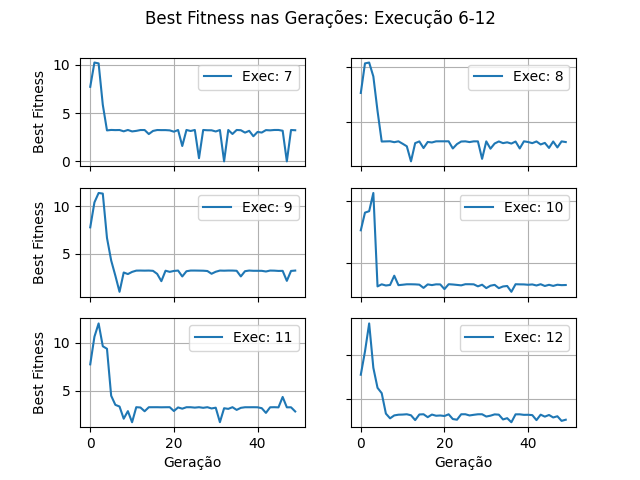 Best Fitness nas Gerações: Execução 6-12
Best Fitness
10
5
0
Exec: 7
Exec: 8
Best Fitness
10
5
Exec: 9
Exec: 10
Best Fitness
10
5
Exec: 11
Exec: 12
0 20 40
0 20 40
Geração
Geração